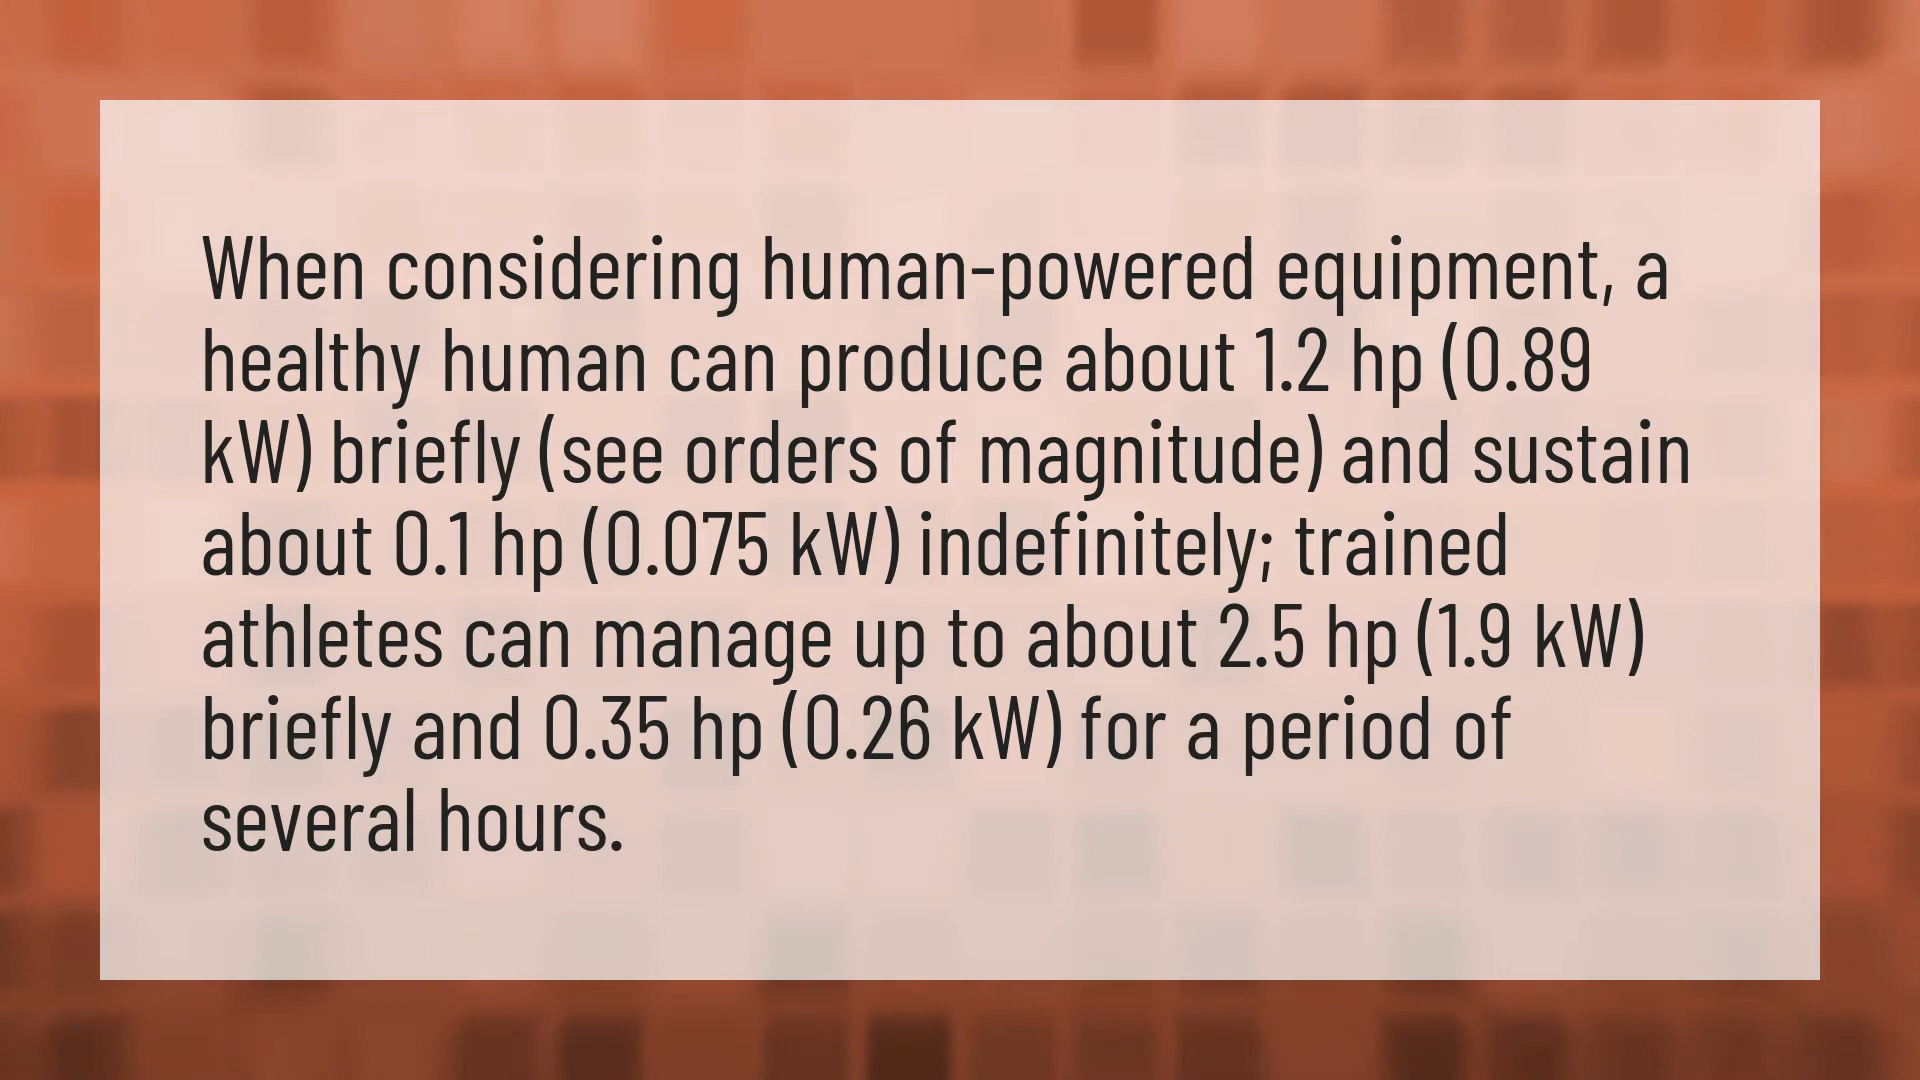 When considering human-powered equipment, a
healthy human can produce about 1.2 hp (0.89
kW) briefly (see orders of magnitude) and sustain
about 0.1 hp (0.075 kW) indefinitely; trained
athletes can manage up to about 2.5 hp (1.9 kW)
briefly and 0.35 hp (0.26 kW) for a period of
several hours.